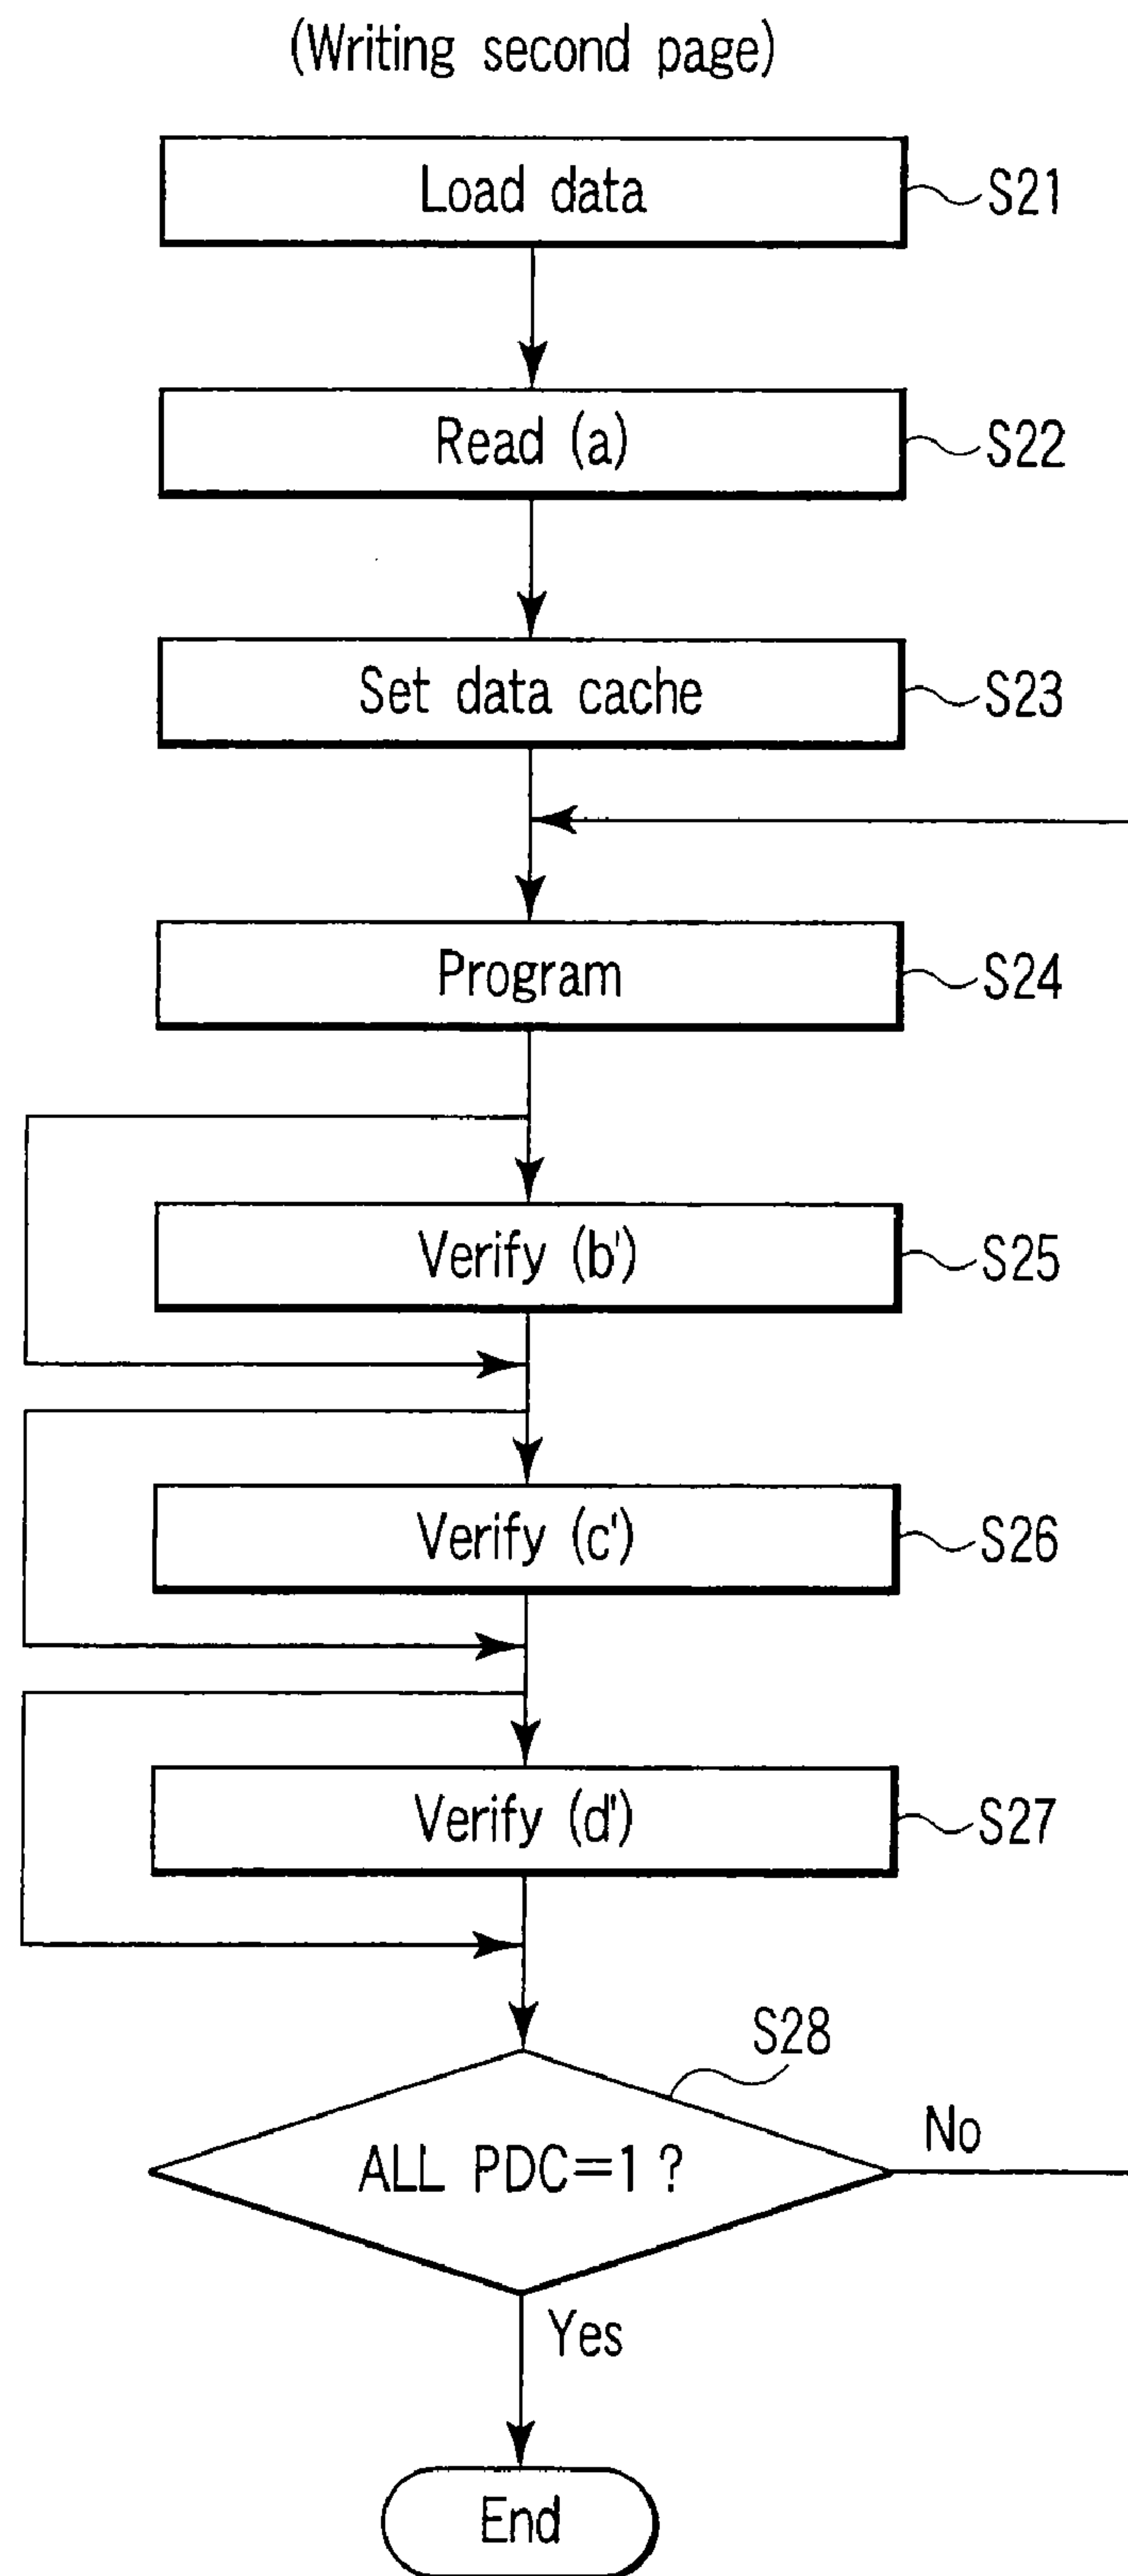 (Writing second page)
Load data
S21
Read (a)
S22
Set data cache
S23
Program
S24
Verify (b')
S25
Verify (c')
S26
Verify (d')
S27
S28
ALL PDC=1 ?
No
Yes
End